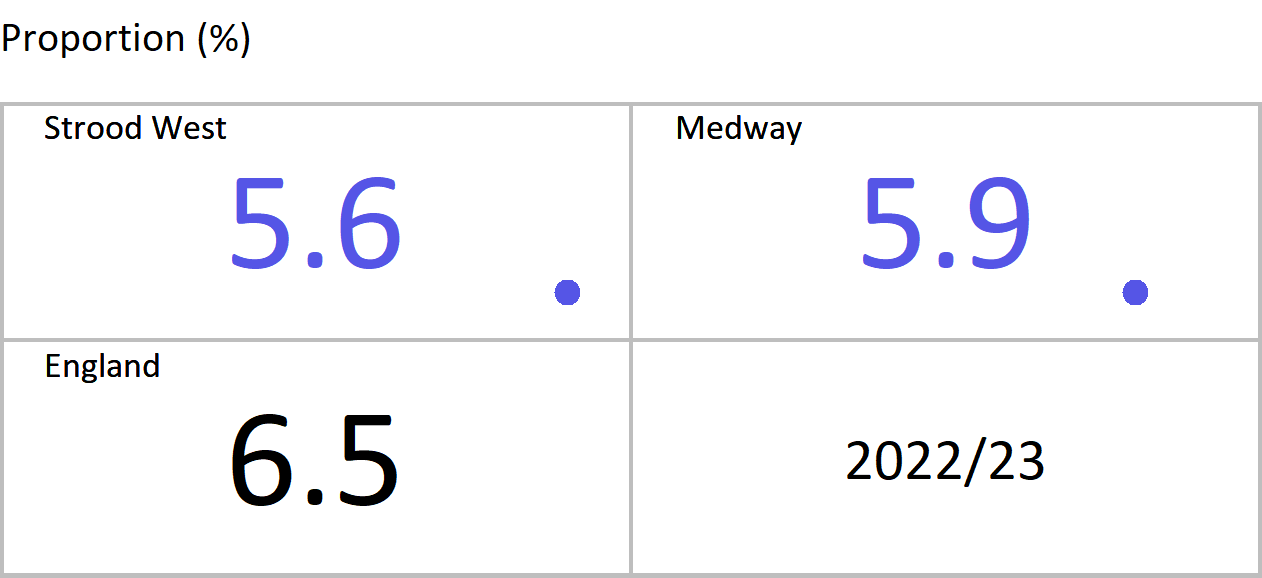 Proportion (%)
Strood West
5.6
Medway
5.9
England
6.5
2022/23